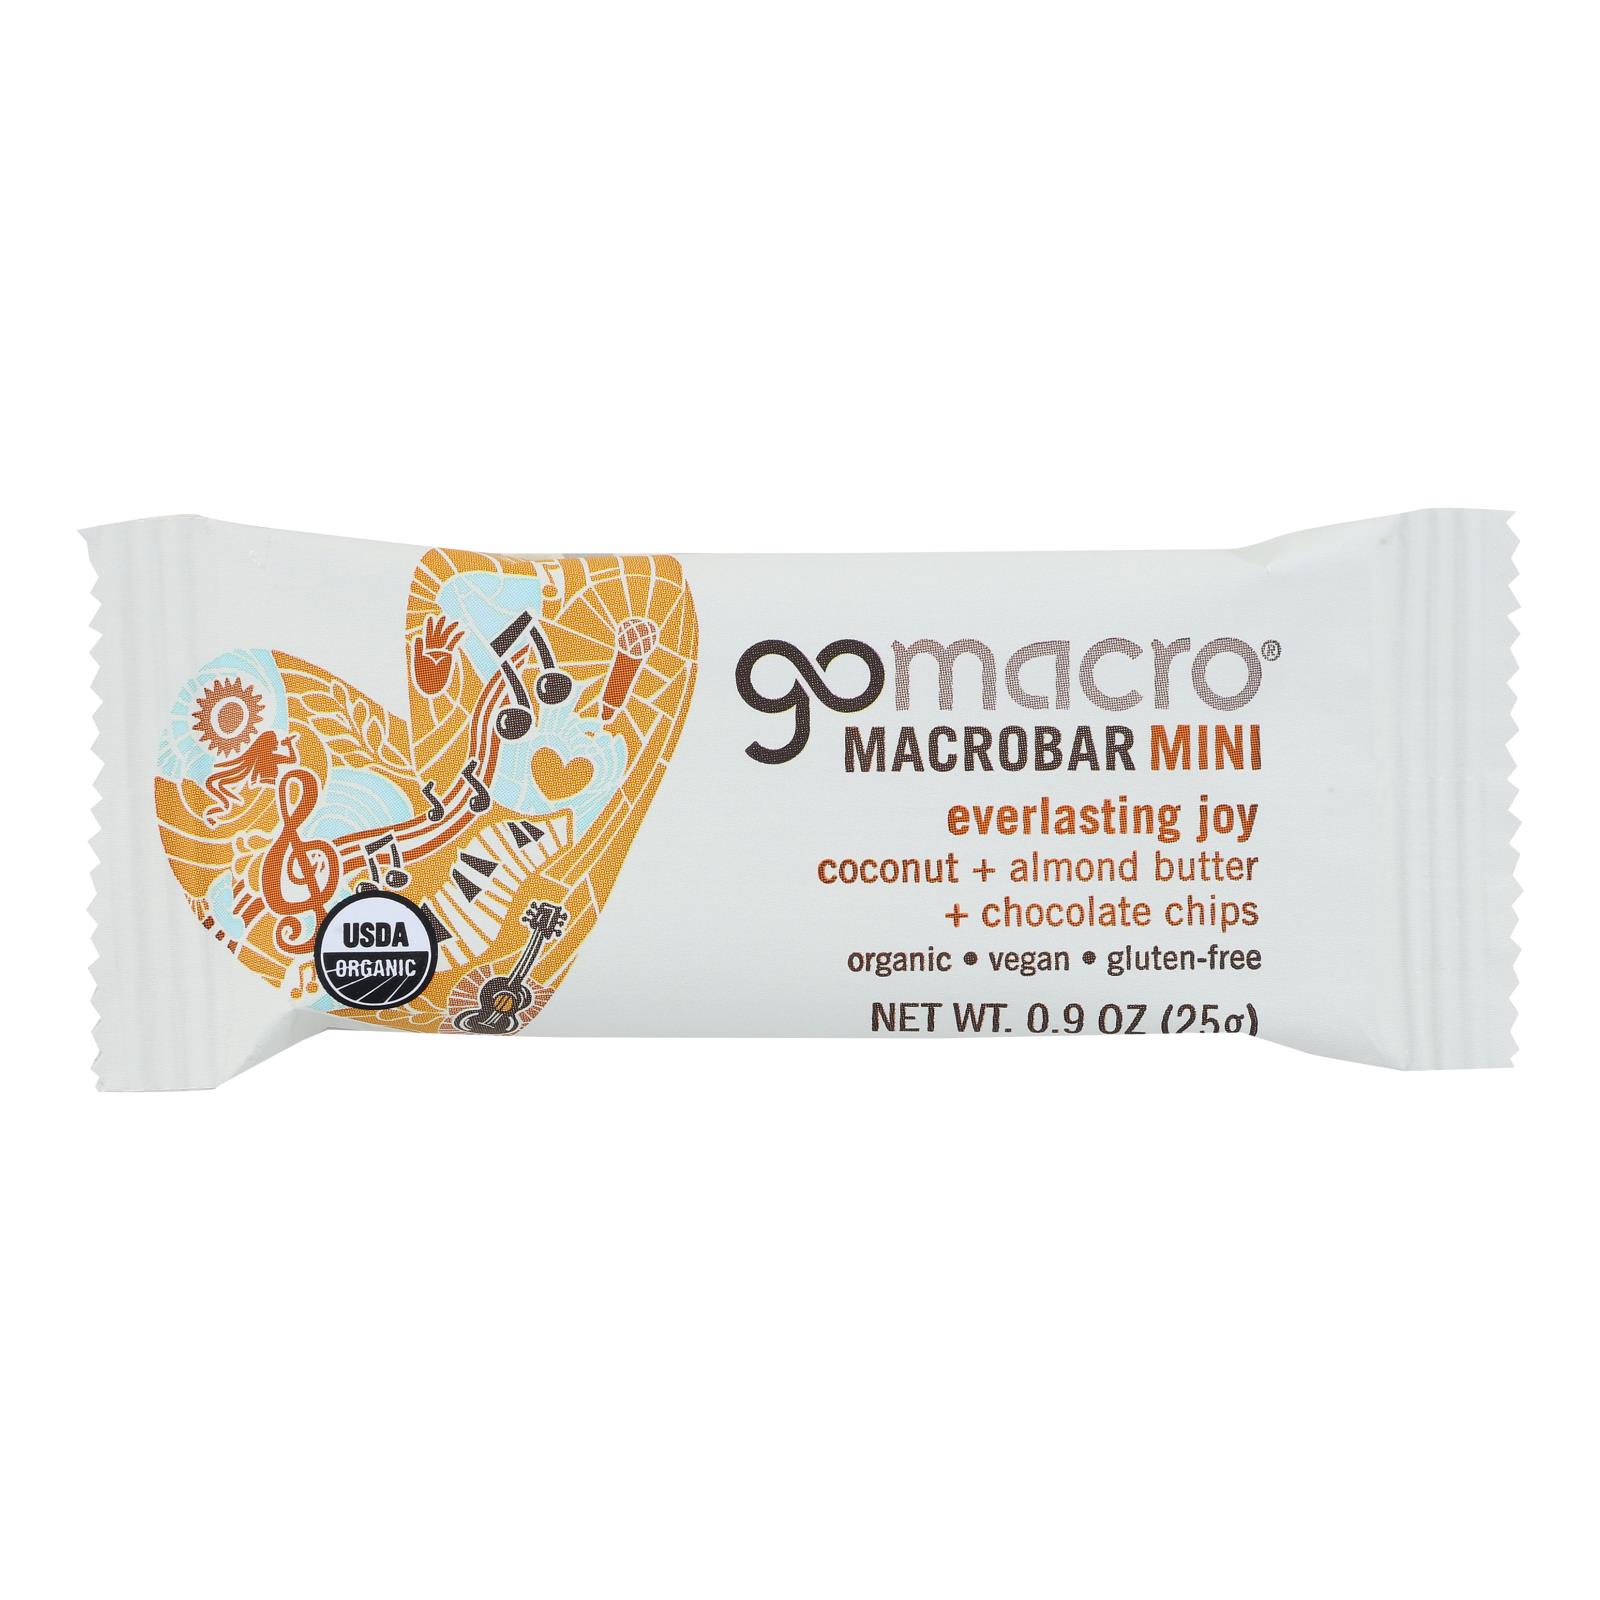 gomacro®
MACROBAR MINI
everlasting joy
coconut + almond butter
+ chocolate chips
organic • vegan • gluten-free
NET WT. 0.9 OZ (25g)
USDA
ORGANIC